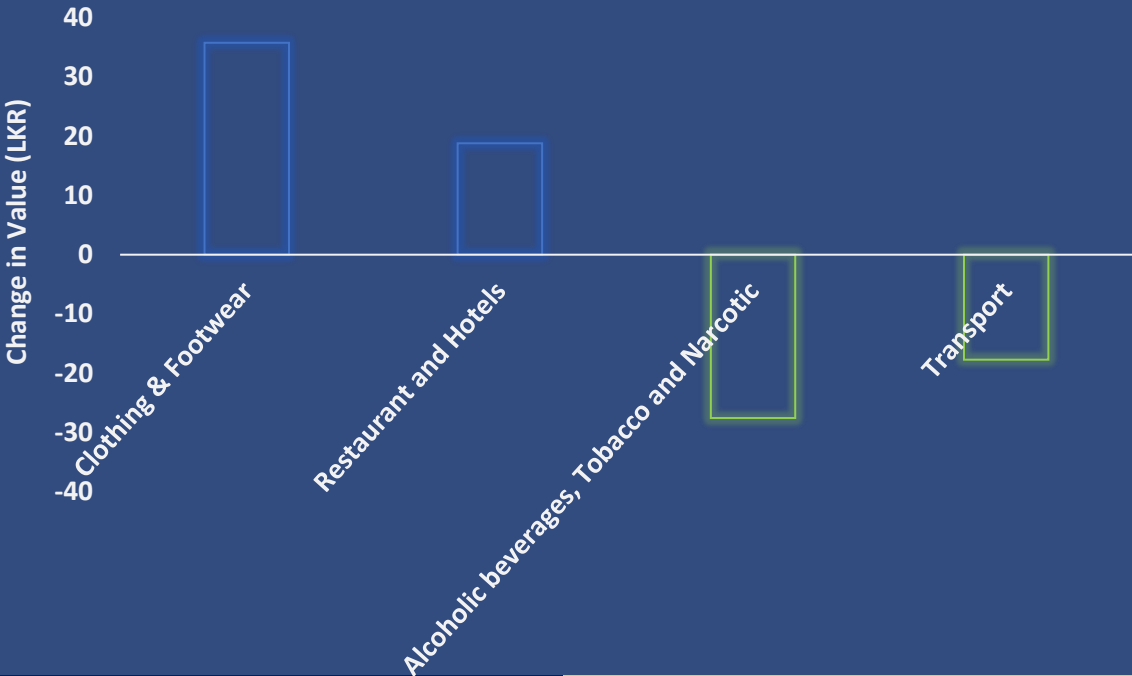 Change in Value (LKR)
40
30
20
10
0
-10
-20
-30
-40
Clothing & Footwear
Restaurant and Hotels
Alcoholic beverages, Tobacco and Narcotic
Transport